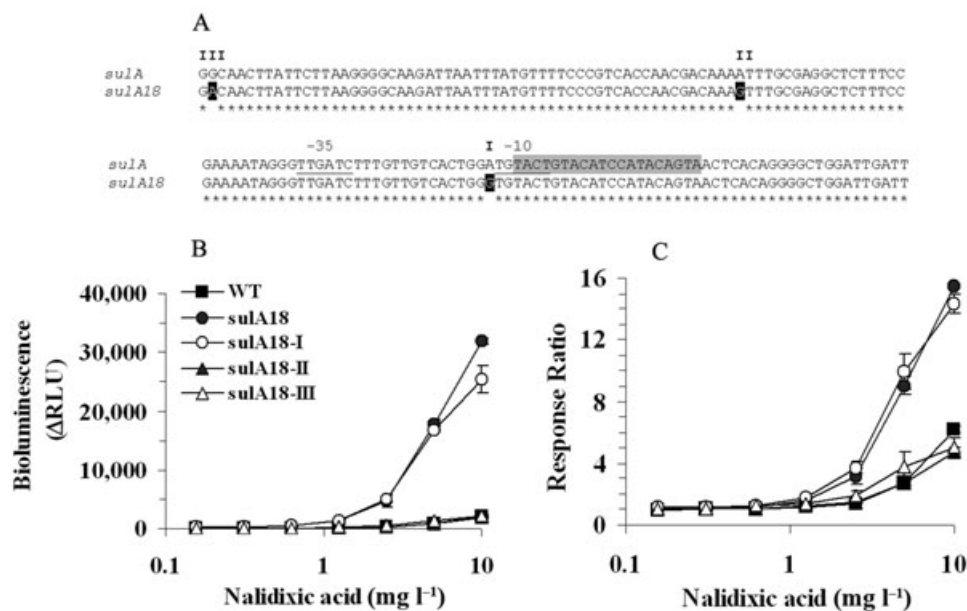 A
III II
sulA GGCAACTTATTCTTAAGGGGCAAGATTAATTTATGTTTTCCCGTCACCAACGACAAAATTTGCGAGGCTCTTTCC
sulA18 GACAACTTATTCTTAAGGGGCAAGATTAATTTATGTTTTCCCGTCACCAACGACAAAGTTTGCGAGGCTCTTTCC
* ******************************************************* *****************
-35 I -10
sulA GAAAATAGGGTTGATCTTTGTTGTCACTGGATGTACTGTACATCCATACAGTAACTCACAGGGGCTGGATTGATT
sulA18 GAAAATAGGGTTGATCTTTGTTGTCACTGGGTGTACTGTACATCCATACAGTAACTCACAGGGGCTGGATTGATT
****************************** ********************************************
B
Bioluminescence
(ΔRLU)
40,000
30,000
20,000
10,000
0
WT
sulA18
sulA18-I
sulA18-II
sulA18-III
0.1 1 10
Nalidixic acid (mg l⁻¹)
C
Response Ratio
16
12
8
4
0
0.1 1 10
Nalidixic acid (mg l⁻¹)